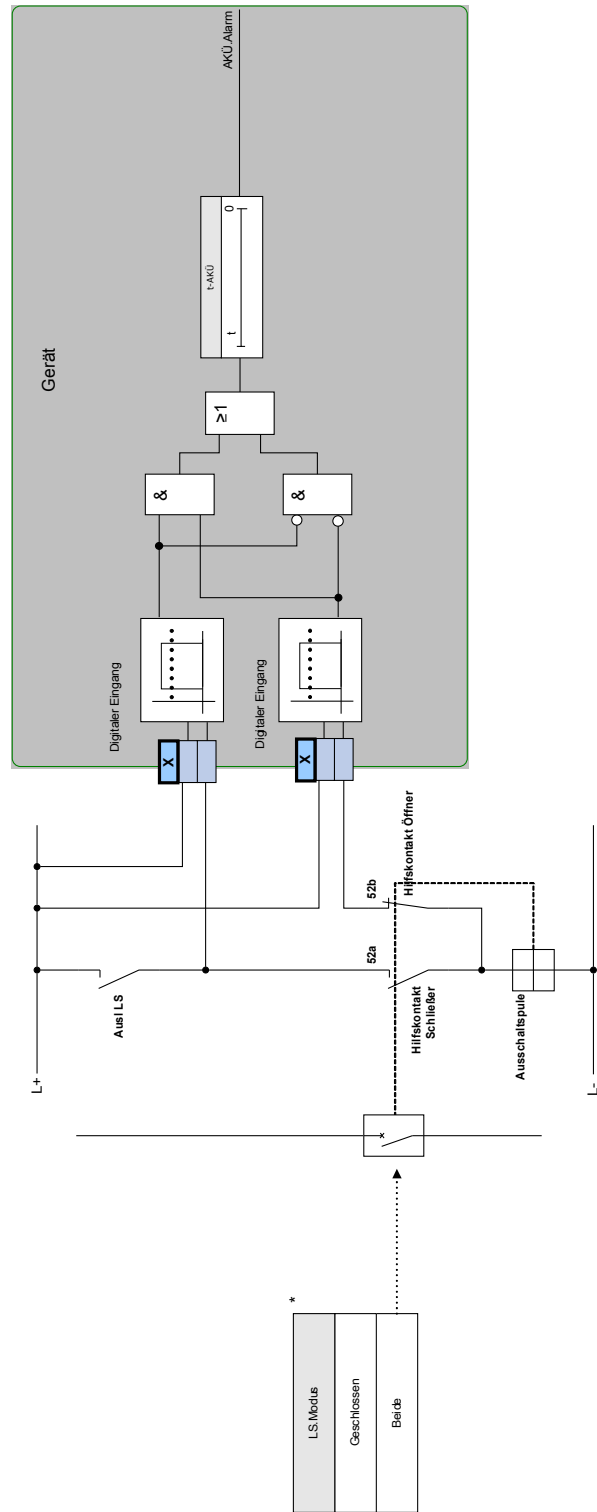 Gerät
AKÜ.Alarm
t-AKÜ
t
0
≥1
&
&
Digitaler Eingang
Digitaler Eingang
X
X
L+
Ausl LS
52a
52b
Hilfskontakt
Schließer
Hilfskontakt Öffner
Ausschaltspule
L-
*
LS.Modus
Geschlossen
Beide